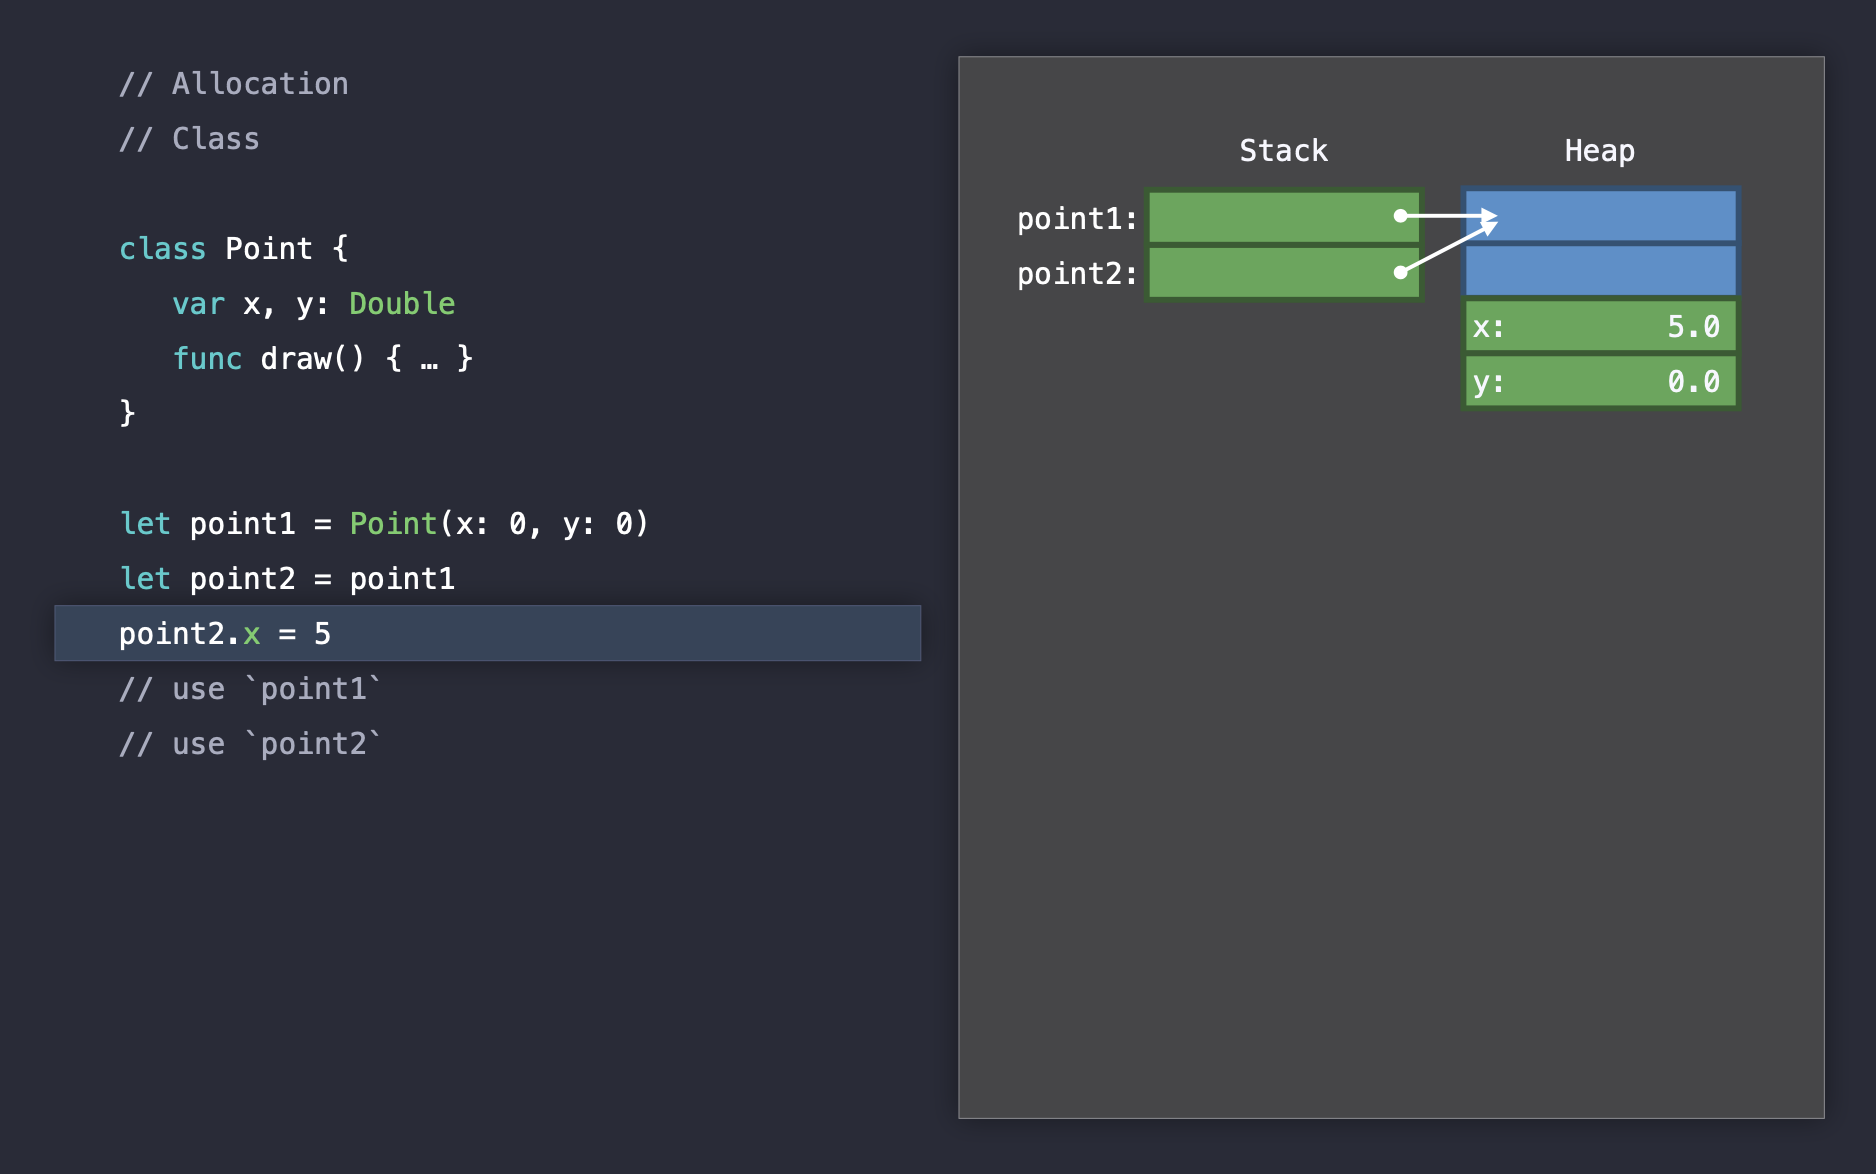 // Allocation
// Class
class Point {
   var x, y: Double
   func draw() { … }
}
let point1 = Point(x: 0, y: 0)
let point2 = point1
point2.x = 5
// use `point1`
// use `point2`
Stack Heap
point1:
point2:
x: 5.0
y: 0.0